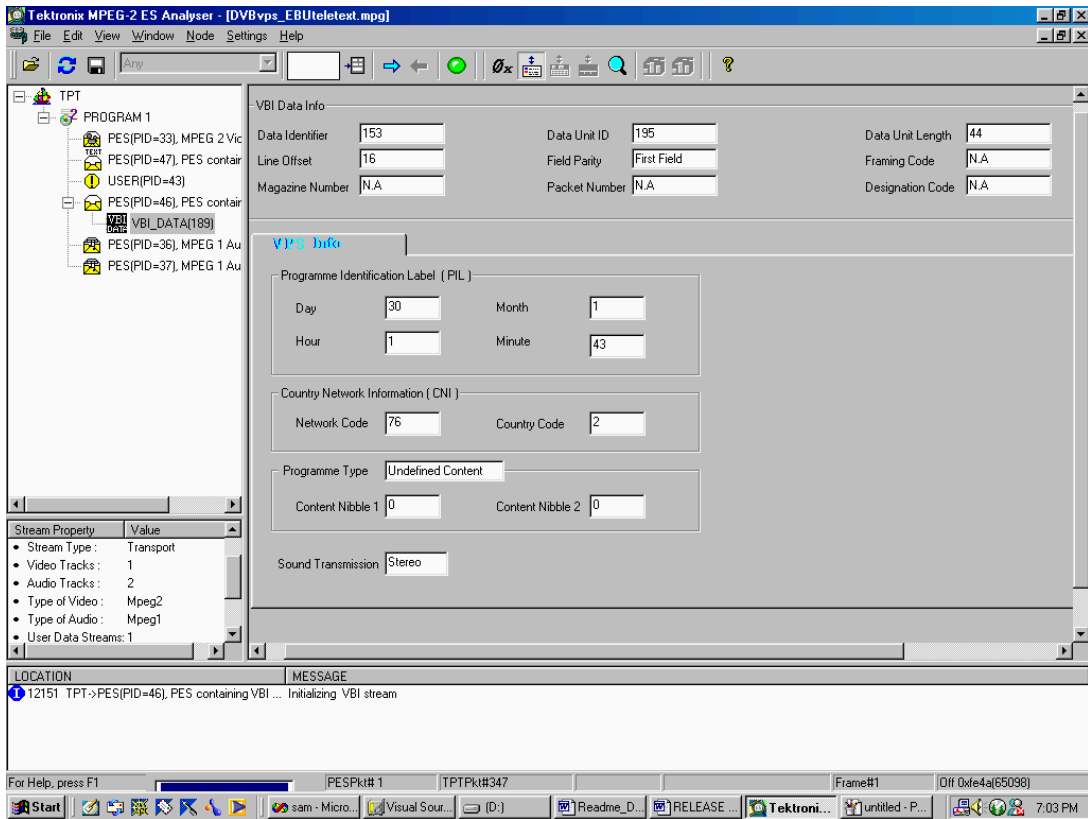 Tektronix MPEG-2 ES Analyser - [DVBvps_EBUteletext.mpg]
File Edit View Window Node Settings Help
Any
TPT
PROGRAM 1
PES(PID=33), MPEG 2 Vic
TEXT PES(PID=47), PES contair
USER(PID=43)
PES(PID=46), PES contair
VBI DATA VBI_DATA(189)
PES(PID=36), MPEG 1 Au
PES(PID=37), MPEG 1 Au
VBI Data Info
Data Identifier 153 Data Unit ID 195 Data Unit Length 44
Line Offset 16 Field Parity First Field Framing Code N.A
Magazine Number N.A Packet Number N.A Designation Code N.A
VPS Info
Programme Identification Label ( PIL )
Day 30 Month 1
Hour 1 Minute 43
Country Network Information ( CNI )
Network Code 76 Country Code 2
Programme Type Undefined Content
Content Nibble 1 0 Content Nibble 2 0
Sound Transmission Stereo
Stream Property Value
Stream Type : Transport
Video Tracks : 1
Audio Tracks : 2
Type of Video : Mpeg2
Type of Audio : Mpeg1
User Data Streams: 1
LOCATION MESSAGE
12151 TPT->PES(PID=46), PES containing VBI ... Initializing VBI stream
For Help, press F1 PESPkt# 1 TPTPkt#347 Frame#1 Off 0xfe4a(65098)
Start sam - Micro... Visual Sour... (D:) Readme_D... RELEASE ... Tektroni... untitled - P... 7:03 PM